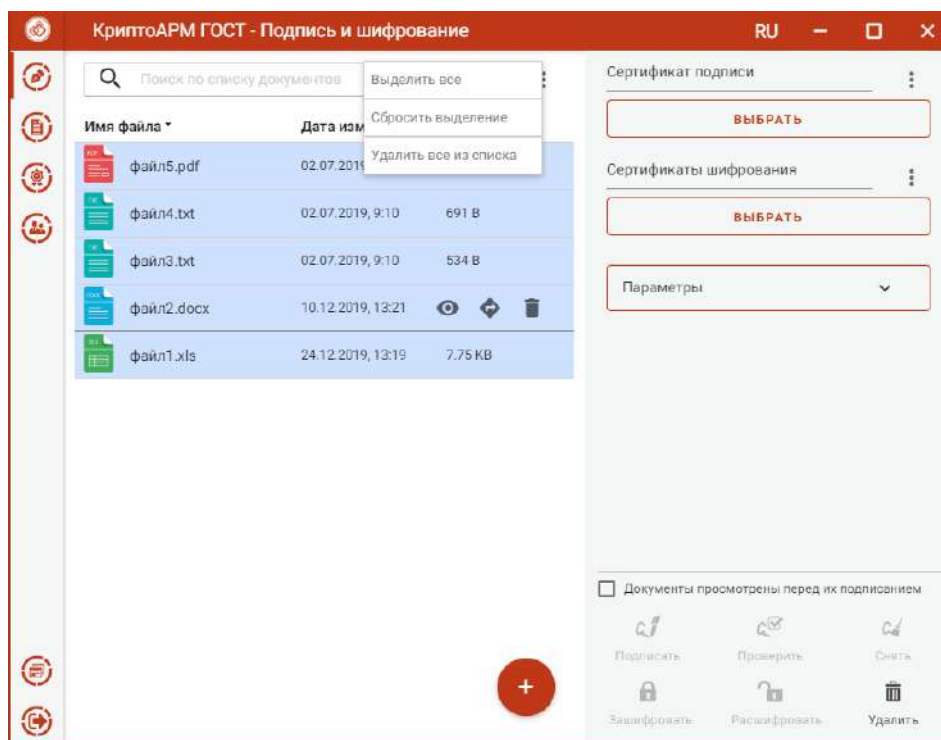 КриптоАРМ ГОСТ - Подпись и шифрование RU
Поиск по списку документов
Выделить все
Сбросить выделение
Удалить все из списка
Имя файла Дата изм
файл5.pdf 02.07.2019
файл4.txt 02.07.2019, 9:10 691 B
файл3.txt 02.07.2019, 9:10 534 B
файл2.docx 10.12.2019, 13:21
файл1.xls 24.12.2019, 13:19 7.75 KB
Сертификат подписи
ВЫБРАТЬ
Сертификаты шифрования
ВЫБРАТЬ
Параметры
Документы просмотрены перед их подписанием
Подписать Проверить Снять
Зашифровать Расшифровать Удалить